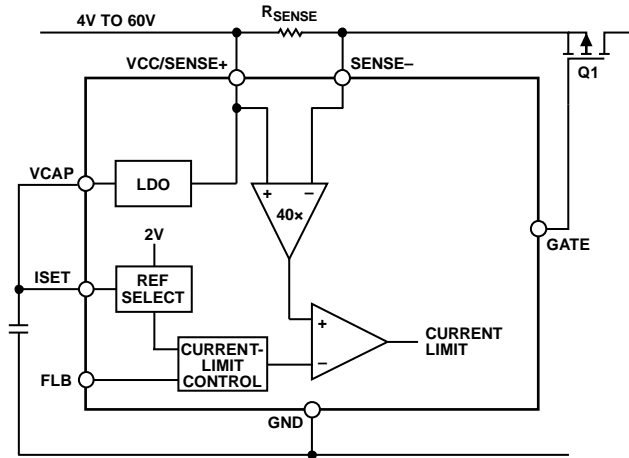 4V TO 60V
RSENSE
VCC/SENSE+
SENSE–
Q1
VCAP
LDO
+
–
40×
2V
GATE
ISET
REF
SELECT
+
–
CURRENT
LIMIT
CURRENT-
LIMIT
CONTROL
FLB
GND